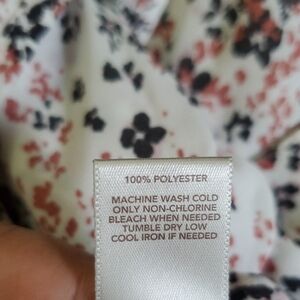 100% POLYESTER
MACHINE WASH COLD
ONLY NON-CHLORINE
BLEACH WHEN NEEDED
TUMBLE DRY LOW
COOL IRON IF NEEDED